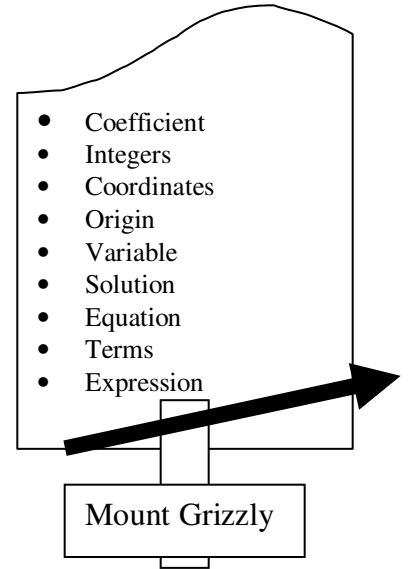 • Coefficient
• Integers
• Coordinates
• Origin
• Variable
• Solution
• Equation
• Terms
• Expression
Mount Grizzly